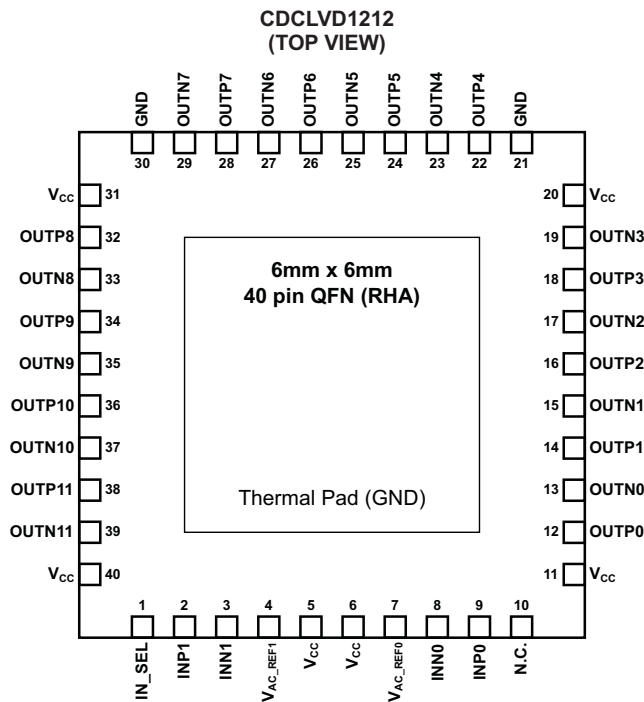 CDCLVD1212
(TOP VIEW)
GND
OUTN7
OUTP7
OUTN6
OUTP6
OUTN5
OUTP5
OUTN4
OUTP4
GND
30
29
28
27
26
25
24
23
22
21
VCC 31
OUTP8 32
OUTN8 33
OUTP9 34
OUTN9 35
OUTP10 36
OUTN10 37
OUTP11 38
OUTN11 39
VCC 40
6mm x 6mm
40 pin QFN (RHA)
Thermal Pad (GND)
20 VCC
19 OUTN3
18 OUTP3
17 OUTN2
16 OUTP2
15 OUTN1
14 OUTP1
13 OUTN0
12 OUTP0
11 VCC
1
2
3
4
5
6
7
8
9
10
IN_SEL
INP1
INN1
VAC_REF1
VCC
VCC
VAC_REF0
INN0
INP0
N.C.